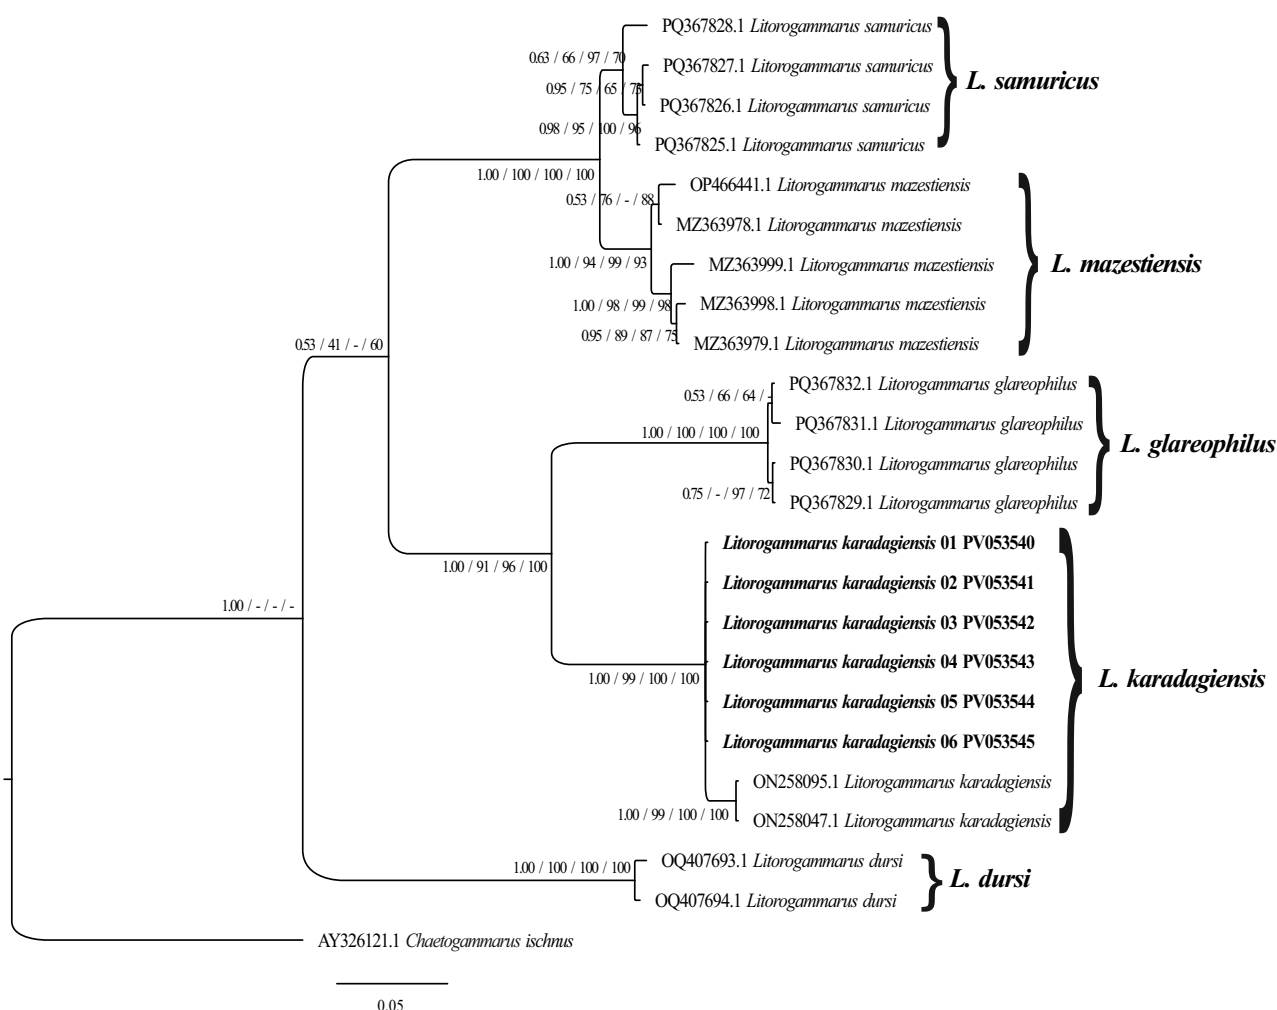 PQ367828.1 Litorogammarus samuricus
0.63 / 66 / 97 / 70
PQ367827.1 Litorogammarus samuricus
L. samuricus
0.95 / 75 / 65 / 73
PQ367826.1 Litorogammarus samuricus
0.98 / 95 / 100 / 96
PQ367825.1 Litorogammarus samuricus
1.00 / 100 / 100 / 100
OP466441.1 Litorogammarus mazestiensis
0.53 / 76 / - / 88
MZ363978.1 Litorogammarus mazestiensis
1.00 / 94 / 99 / 93
MZ363999.1 Litorogammarus mazestiensis
L. mazestiensis
1.00 / 98 / 99 / 98
MZ363998.1 Litorogammarus mazestiensis
0.95 / 89 / 87 / 75
MZ363979.1 Litorogammarus mazestiensis
0.53 / 41 / - / 60
PQ367832.1 Litorogammarus glareophilus
0.53 / 66 / 64 / -
PQ367831.1 Litorogammarus glareophilus
1.00 / 100 / 100 / 100
L. glareophilus
PQ367830.1 Litorogammarus glareophilus
0.75 / - / 97 / 72
PQ367829.1 Litorogammarus glareophilus
Litorogammarus karadagiensis 01 PV053540
1.00 / 91 / 96 / 100
Litorogammarus karadagiensis 02 PV053541
1.00 / - / - / -
Litorogammarus karadagiensis 03 PV053542
Litorogammarus karadagiensis 04 PV053543
1.00 / 99 / 100 / 100
L. karadagiensis
Litorogammarus karadagiensis 05 PV053544
Litorogammarus karadagiensis 06 PV053545
ON258095.1 Litorogammarus karadagiensis
1.00 / 99 / 100 / 100
ON258047.1 Litorogammarus karadagiensis
OQ407693.1 Litorogammarus dursi
1.00 / 100 / 100 / 100
L. dursi
OQ407694.1 Litorogammarus dursi
AY326121.1 Chaetogammarus ischnus
0.05